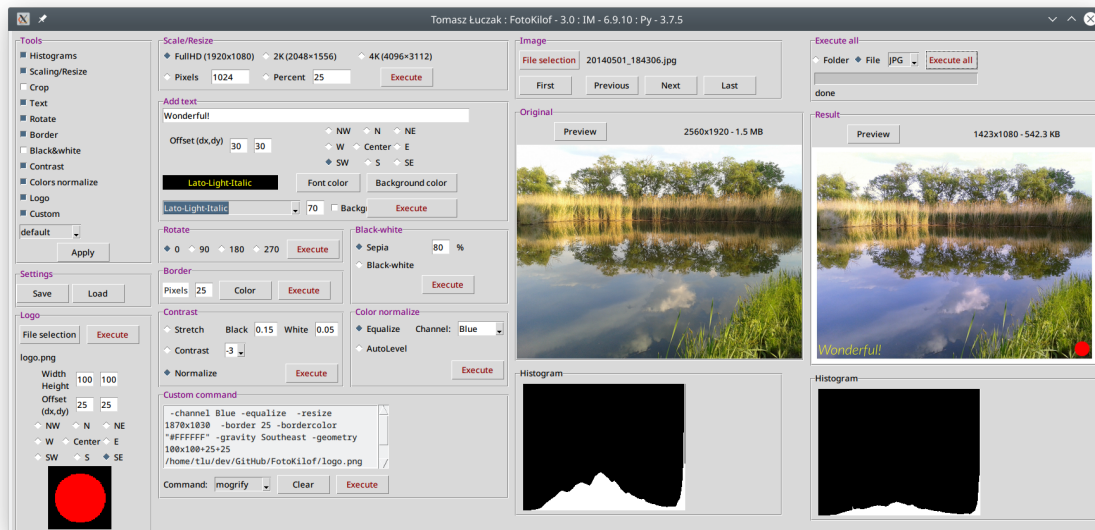 Tomasz Łuczak : FotoKilof - 3.0 : IM - 6.9.10 : Py - 3.7.5
Tools
Histograms
Scaling/Resize
Crop
Text
Rotate
Border
Black&white
Contrast
Colors normalize
Logo
Custom
default
Apply
Settings
Save Load
Logo
File selection Execute
logo.png
Width
Height 100 100
Offset
(dx,dy) 25 25
NW N NE
W Center E
SW S SE
Scale/Resize
FullHD (1920x1080) 2K (2048×1556) 4K (4096×3112)
Pixels 1024 Percent 25 Execute
Add text
Wonderful!
Offset (dx,dy) 30 30
NW N NE
W Center E
SW S SE
Lato-Light-Italic Font color Background color
Lato-Light-Italic 70 Backgr Execute
Rotate
0 90 180 270 Execute
Black-white
Sepia 80 %
Black-white
Execute
Border
Pixels 25 Color Execute
Contrast
Stretch Black 0.15 White 0.05
Contrast -3
Normalize Execute
Color normalize
Equalize Channel: Blue
AutoLevel
Execute
Custom command
-channel Blue -equalize -resize
1870x1030 -border 25 -bordercolor
"#FFFFFF" -gravity Southeast -geometry
100x100+25+25
/home/tlu/dev/GitHub/FotoKilof/logo.png
Command: mogrify Clear Execute
Image
File selection 20140501_184306.jpg
First Previous Next Last
Original
Preview 2560x1920 - 1.5 MB
Histogram
Execute all
Folder File JPG Execute all
done
Result
Preview 1423x1080 - 542.3 KB
Wonderful!
Histogram